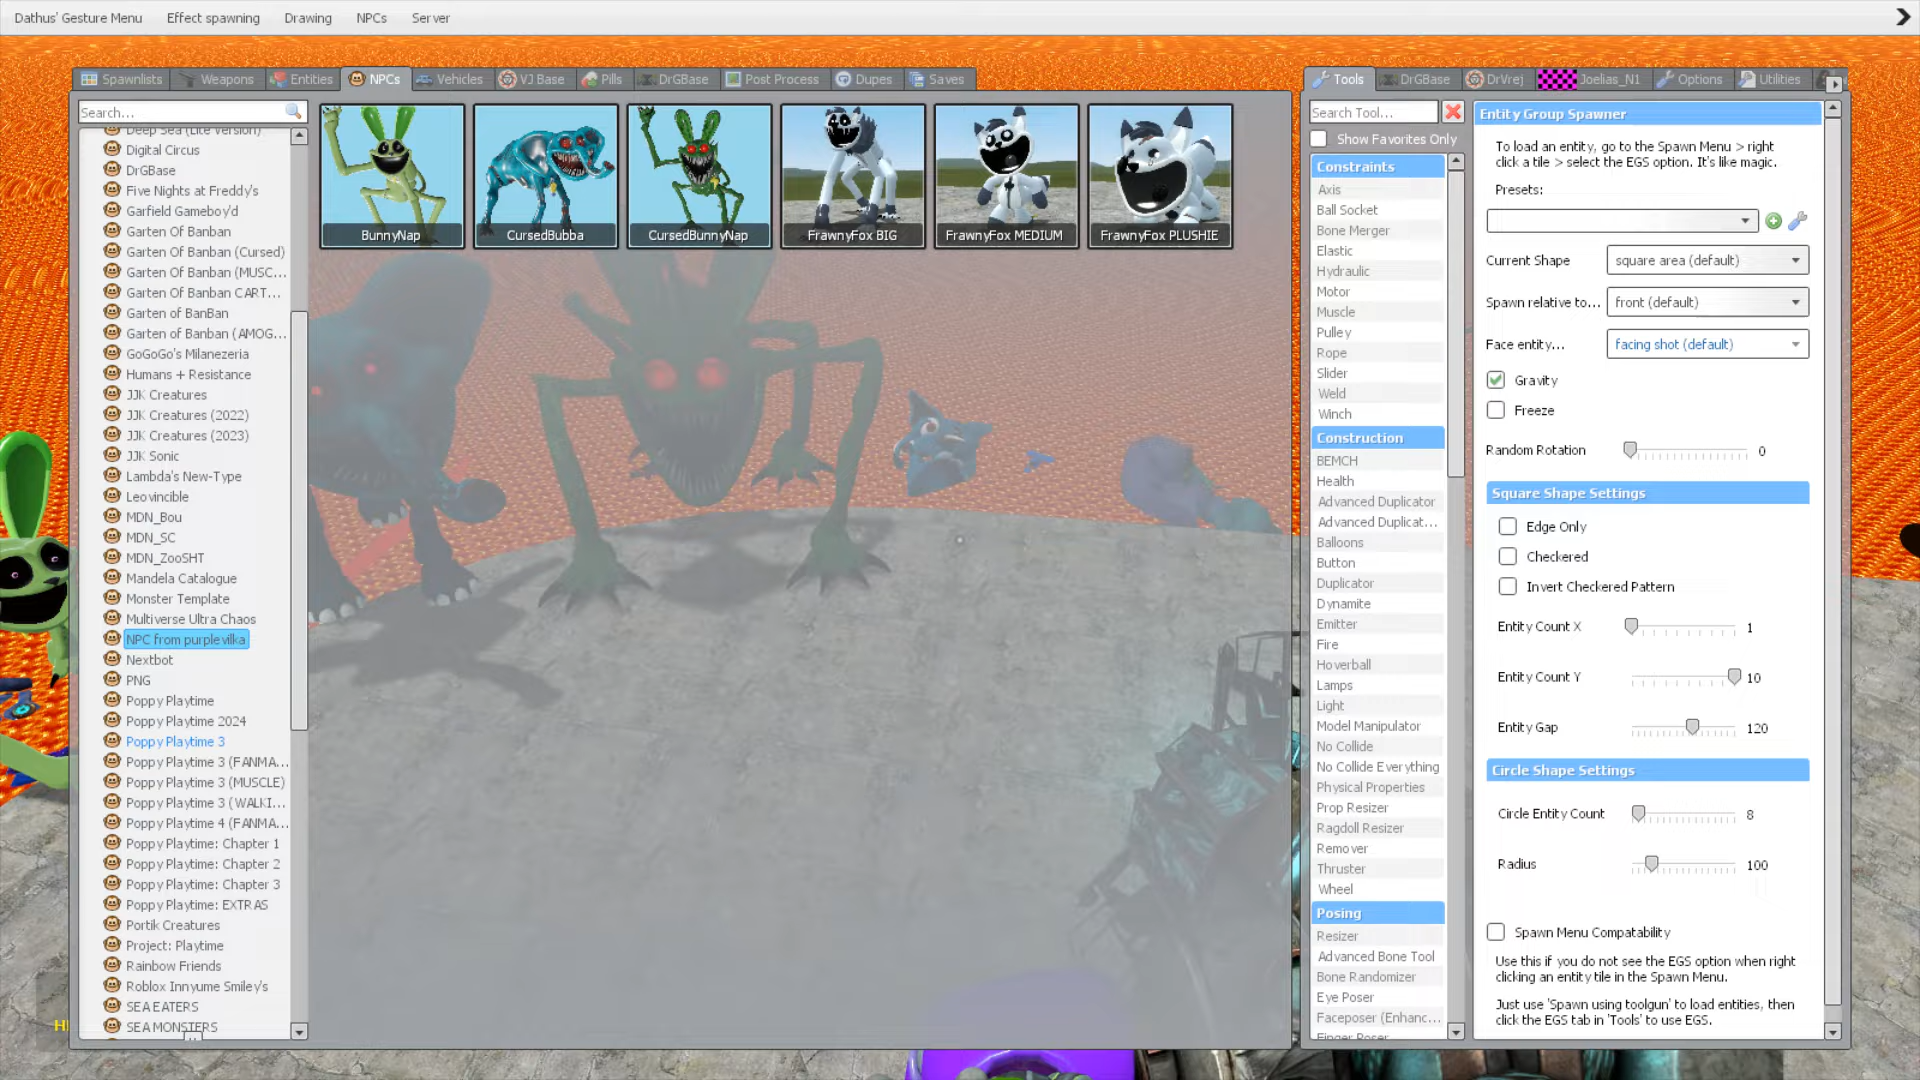 Dathus' Gesture Menu
Effect spawning
Drawing
NPCs
Server
Spawnlists
Weapons
Entities
NPCs
Vehicles
VJ Base
Pills
DrGBase
Post Process
Dupes
Saves
Search...
Deep Sea (Lite Version)
Digital Circus
DrGBase
Five Nights at Freddy's
Garfield Gameboy'd
Garten Of Banban
Garten Of Banban (Cursed)
Garten Of Banban (MUSC...
Garten Of Banban CART...
Garten of BanBan
Garten of Banban (AMOG...
GoGoGo's Milanezeria
Humans + Resistance
JJK Creatures
JJK Creatures (2022)
JJK Creatures (2023)
JJK Sonic
Lambda's New-Type
Leovincible
MDN_Bou
MDN_SC
MDN_ZooSHT
Mandela Catalogue
Monster Template
Multiverse Ultra Chaos
NPC from purplevilka
Nextbot
PNG
Poppy Playtime
Poppy Playtime 2024
Poppy Playtime 3
Poppy Playtime 3 (FANMA...
Poppy Playtime 3 (MUSCLE)
Poppy Playtime 3 (WALKI...
Poppy Playtime 4 (FANMA...
Poppy Playtime: Chapter 1
Poppy Playtime: Chapter 2
Poppy Playtime: Chapter 3
Poppy Playtime: EXTRAS
Portik Creatures
Project: Playtime
Rainbow Friends
Roblox Innyume Smiley's
SEA EATERS
SEA MONSTERS
BunnyNap
CursedBubba
CursedBunnyNap
FrawnyFox BIG
FrawnyFox MEDIUM
FrawnyFox PLUSHIE
Tools
DrGBase
DrVrej
Joelias_N1
Options
Utilities
Search Tool...
Show Favorites Only
Constraints
Axis
Ball Socket
Bone Merger
Elastic
Hydraulic
Motor
Muscle
Pulley
Rope
Slider
Weld
Winch
Construction
BEMCH
Health
Advanced Duplicator
Advanced Duplicat...
Balloons
Button
Duplicator
Dynamite
Emitter
Fire
Hoverball
Lamps
Light
Model Manipulator
No Collide
No Collide Everything
Physical Properties
Prop Resizer
Ragdoll Resizer
Remover
Thruster
Wheel
Posing
Resizer
Advanced Bone Tool
Bone Randomizer
Eye Poser
Faceposer (Enhanc...
Finger Poser
Entity Group Spawner
To load an entity, go to the Spawn Menu > right
click a tile > select the EGS option. It's like magic.
Presets:
Current Shape
square area (default)
Spawn relative to...
front (default)
Face entity...
facing shot (default)
Gravity
Freeze
Random Rotation
0
Square Shape Settings
Edge Only
Checkered
Invert Checkered Pattern
Entity Count X
1
Entity Count Y
10
Entity Gap
120
Circle Shape Settings
Circle Entity Count
8
Radius
100
Spawn Menu Compatability
Use this if you do not see the EGS option when right
clicking an entity tile in the Spawn Menu.
Just use 'Spawn using toolgun' to load entities, then
click the EGS tab in 'Tools' to use EGS.